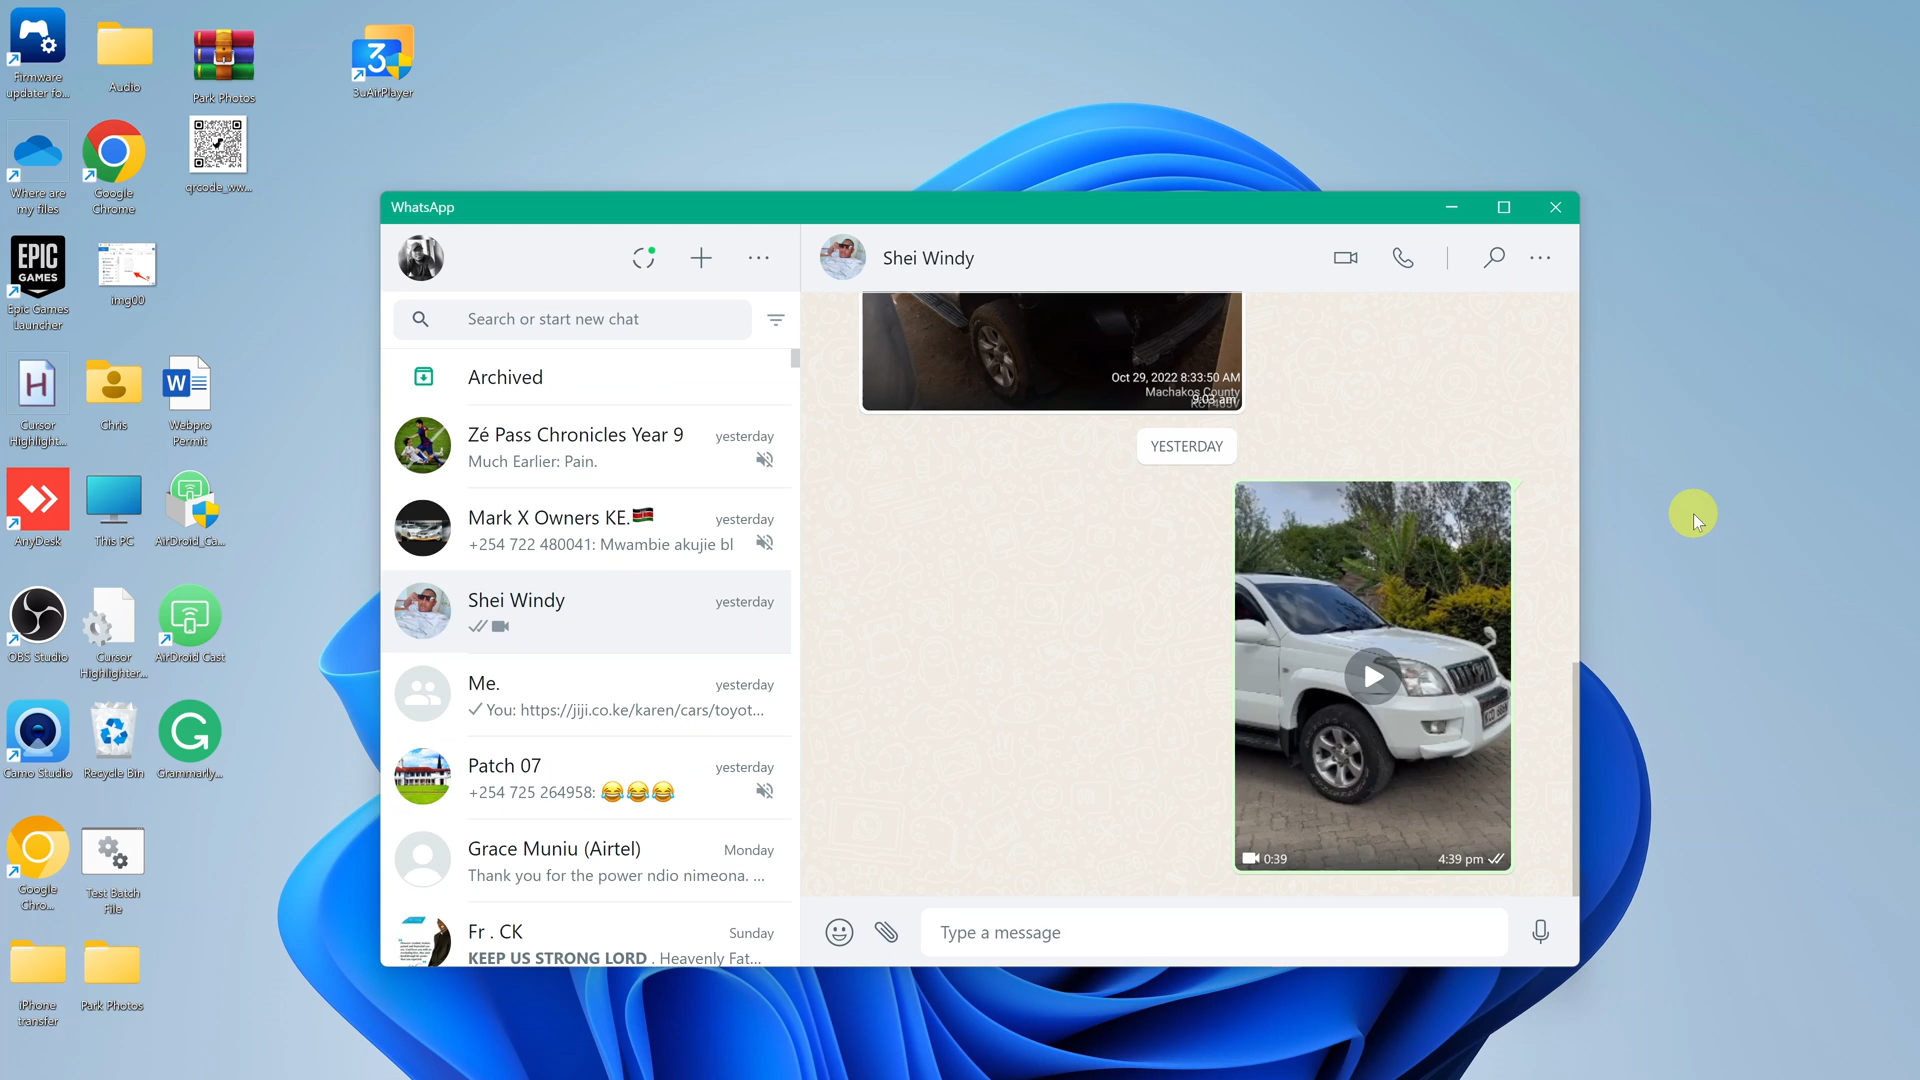 Firmware
updater fo...
Audio
Park Photos
3
3uAirPlayer
Where are
my files
Google
Chrome
qrcode_ww...
EPIC
GAMES
Epic Games
Launcher
img00
H
Cursor
Highlight...
Chris
W
Webpro
Permit
AnyDesk
This PC
AirDroid_Ca...
OBS Studio
Cursor
Highlighter...
AirDroid Cast
Camo Studio
Recycle Bin
Grammarly...
Google
Chro...
Test Batch
File
iPhone
transfer
Park Photos
WhatsApp
Search or start new chat
Archived
Zé Pass Chronicles Year 9
yesterday
Much Earlier: Pain.
Mark X Owners KE.🇰🇪
yesterday
+254 722 480041: Mwambie akujie bl
Shei Windy
yesterday
Me.
yesterday
You: https://jiji.co.ke/karen/cars/toyot...
Patch 07
yesterday
+254 725 264958: 😂😂😂
Grace Muniu (Airtel)
Monday
Thank you for the power ndio nimeona. ...
Fr . CK
Sunday
KEEP US STRONG LORD . Heavenly Fat...
Shei Windy
Oct 29, 2022 8:33:50 AM
Machakos County
9:03 am
YESTERDAY
0:39
4:39 pm
Type a message